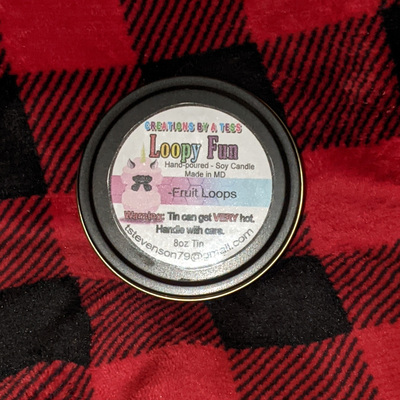 CREATIONS BY A TESS
Loopy Fun
Hand-poured - Soy Candle
Made in MD
-Fruit Loops
Warning: Tin can get VERY hot.
Handle with care.
8oz Tin
tstevenson79@gmail.com